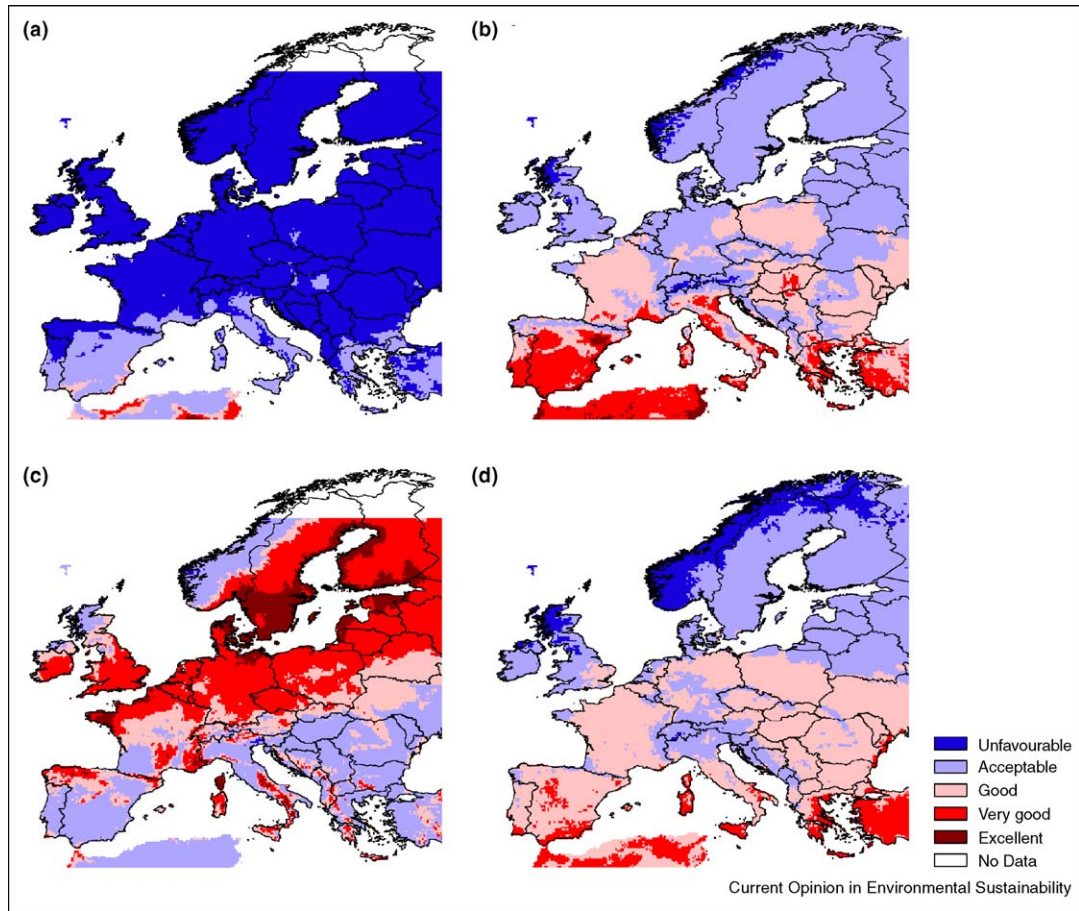 (a)
(b)
(c)
(d)
Unfavourable
Acceptable
Good
Very good
Excellent
No Data
Current Opinion in Environmental Sustainability